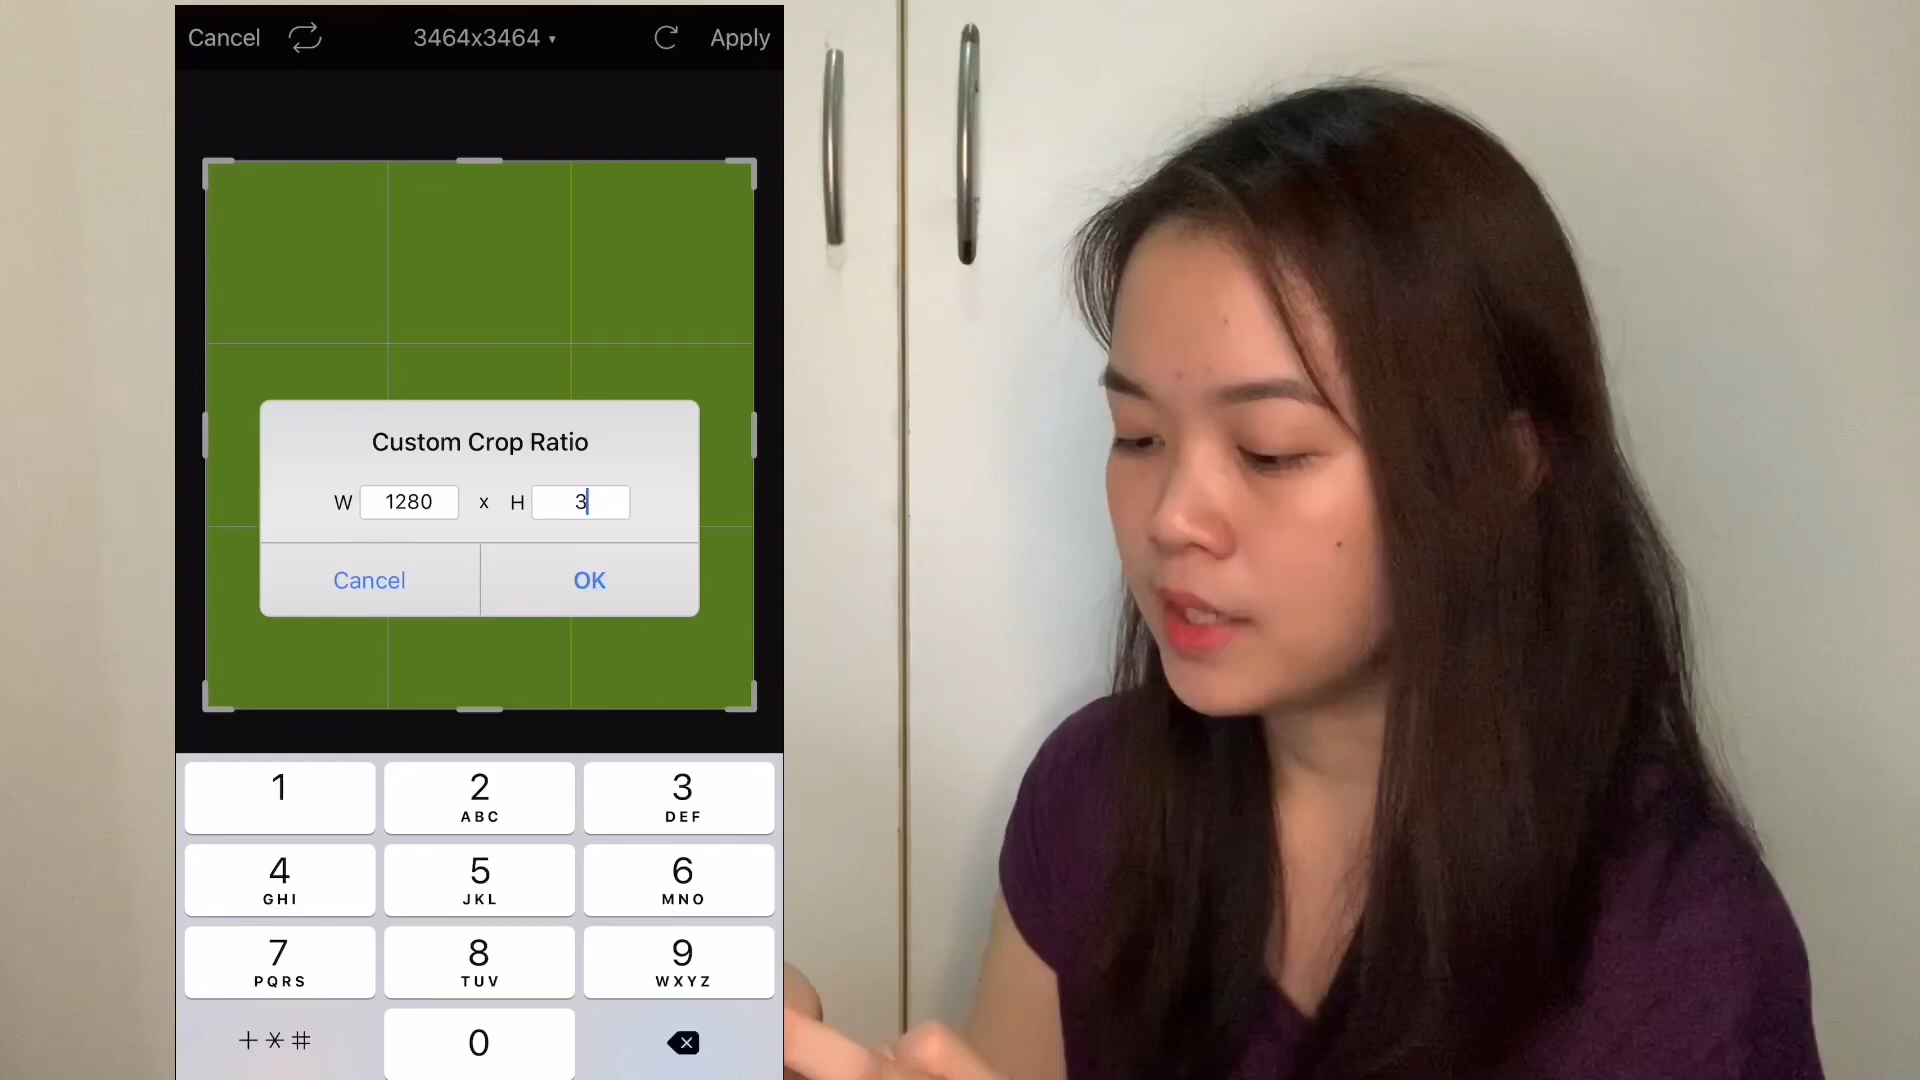 Cancel 3464x3464 ▾ Apply
Custom Crop Ratio
W 1280 x H 3
Cancel OK
1 2 3
ABC DEF
4 5 6
GHI JKL MNO
7 8 9
PQRS TUV WXYZ
+*# 0